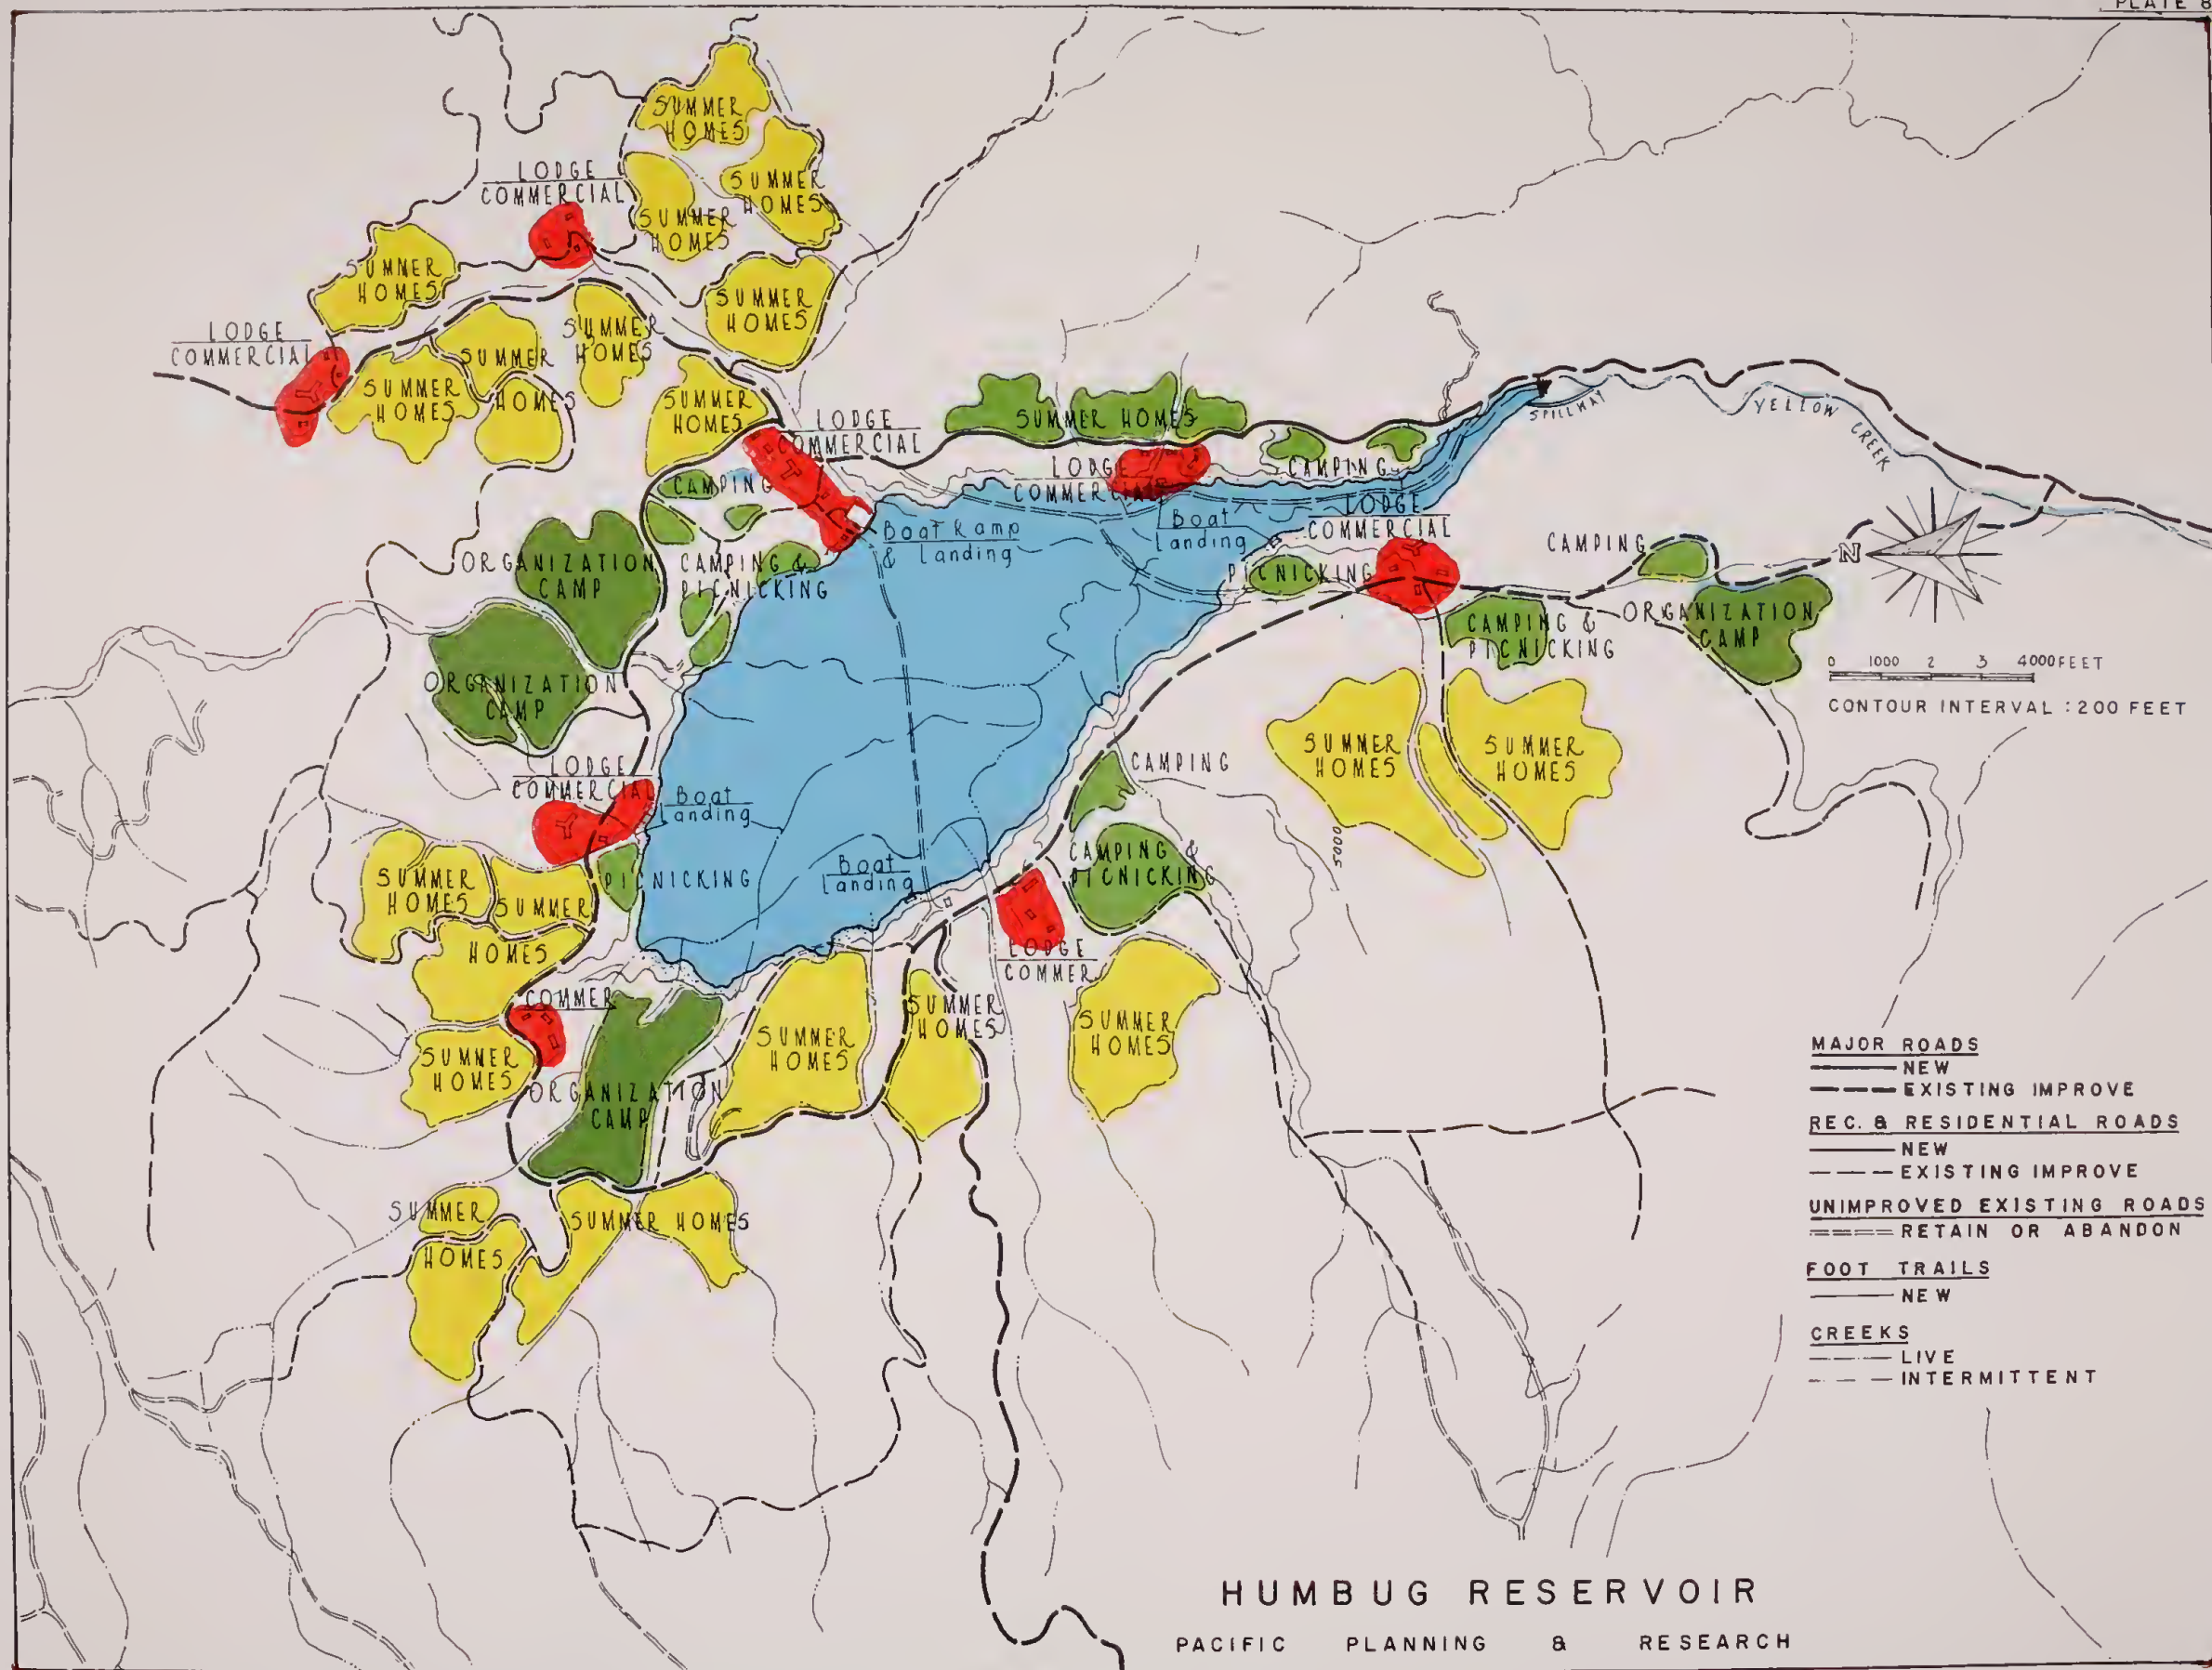 PLATE 8
SUMMER
HOMES
SUMMER
HOMES
LODGE
COMMERCIAL
SUMMER
HOMES
SUMMER
HOMES
SUMMER
HOMES
LODGE
COMMERCIAL
SUMMER
HOMES
SUMMER
HOMES
SUMMER
HOMES
SUMMER
HOMES
LODGE
COMMERCIAL
SUMMER HOMES
SPILLWAY
YELLOW
CREEK
CAMPING
LODGE
COMMERCIAL
CAMPING
Boat Ramp
& Landing
Boat
Landing
LODGE
COMMERCIAL
CAMPING
N
ORGANIZATION
CAMP
CAMPING &
PICNICKING
PICNICKING
CAMPING &
PICNICKING
ORGANIZATION
CAMP
0 1000 2 3 4000 FEET
CONTOUR INTERVAL : 200 FEET
ORGANIZATION
CAMP
SUMMER
HOMES
SUMMER
HOMES
LODGE
COMMERCIAL
Boat
Landing
CAMPING
5000
Boat
Landing
CAMPING &
PICNICKING
PICNICKING
SUMMER
HOMES
SUMMER
HOMES
LODGE
COMMER
COMMER
SUMMER
HOMES
SUMMER
HOMES
SUMMER
HOMES
SUMMER
HOMES
ORGANIZATION
CAMP
SUMMER
HOMES
SUMMER HOMES
MAJOR ROADS
NEW
EXISTING IMPROVE
REC. & RESIDENTIAL ROADS
NEW
EXISTING IMPROVE
UNIMPROVED EXISTING ROADS
RETAIN OR ABANDON
FOOT TRAILS
NEW
CREEKS
LIVE
INTERMITTENT
HUMBUG RESERVOIR
PACIFIC PLANNING & RESEARCH